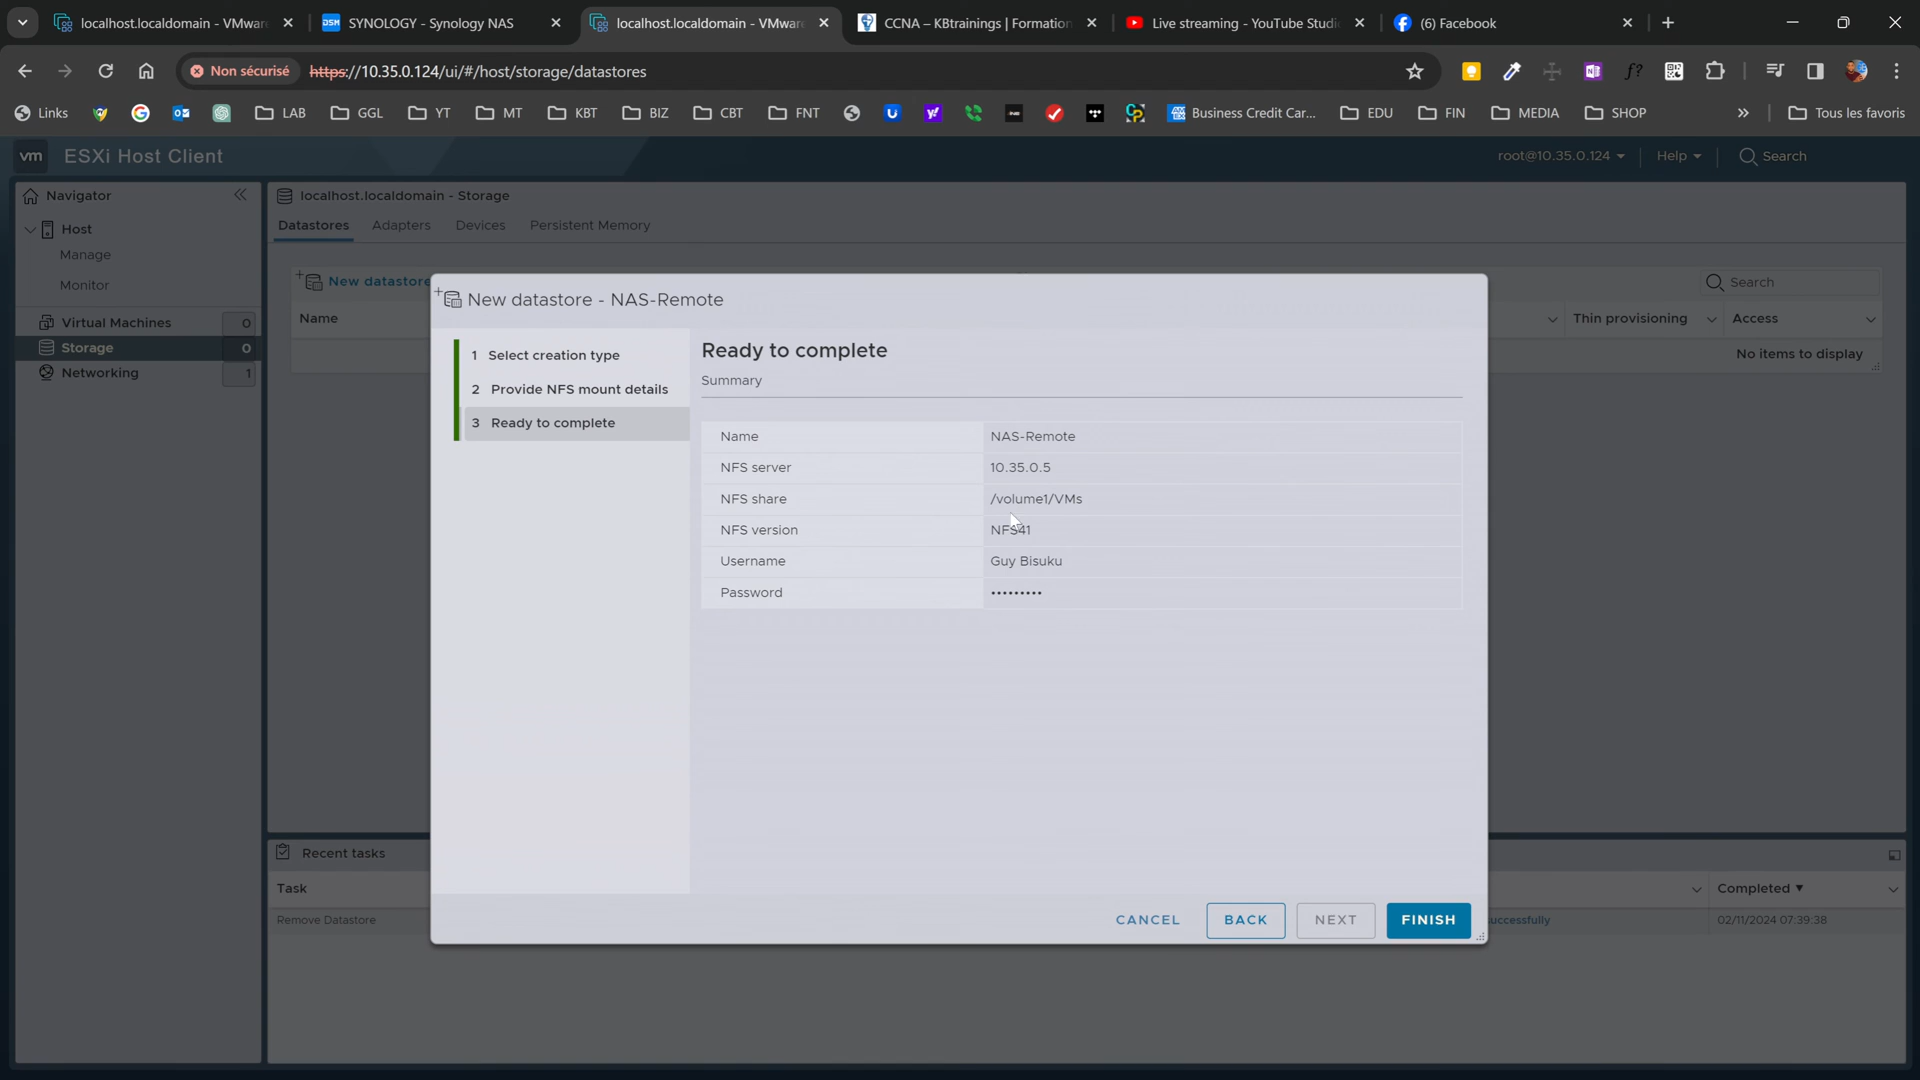 localhost.localdomain - VMwar
SYNOLOGY - Synology NAS
localhost.localdomain - VMwar
CCNA – KBtrainings | Formation
Live streaming - YouTube Studi
(6) Facebook
Non sécurisé
https://10.35.0.124/ui/#/host/storage/datastores
Links
LAB
GGL
YT
MT
KBT
BIZ
CBT
FNT
Business Credit Car...
EDU
FIN
MEDIA
SHOP
»
Tous les favoris
vm
ESXi Host Client
root@10.35.0.124
Help
Search
Navigator
localhost.localdomain - Storage
Host
Manage
Monitor
Virtual Machines 0
Storage 0
Networking 1
Datastores
Adapters
Devices
Persistent Memory
New datastore
Search
Name
Thin provisioning
Access
No items to display
New datastore - NAS-Remote
1 Select creation type
2 Provide NFS mount details
3 Ready to complete
Ready to complete
Summary
Name NAS-Remote
NFS server 10.35.0.5
NFS share /volume1/VMs
NFS version NFS41
Username Guy Bisuku
Password •••••••••
CANCEL
BACK
NEXT
FINISH
Recent tasks
Task
Completed ▼
Remove Datastore
uccessfully
02/11/2024 07:39:38